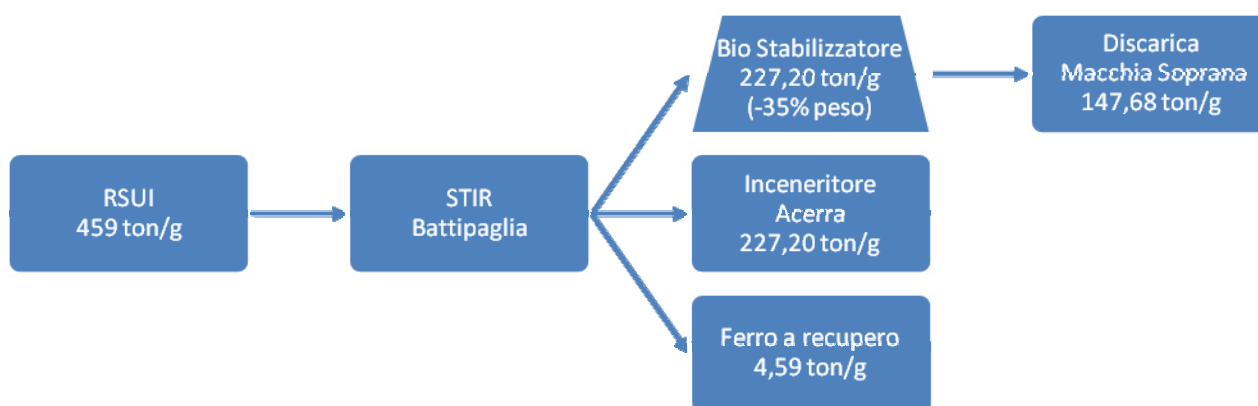 RSUI
459 ton/g
STIR
Battipaglia
Bio Stabilizzatore
227,20 ton/g
(-35% peso)
Discarica
Macchia Soprana
147,68 ton/g
Inceneritore
Acerra
227,20 ton/g
Ferro a recupero
4,59 ton/g